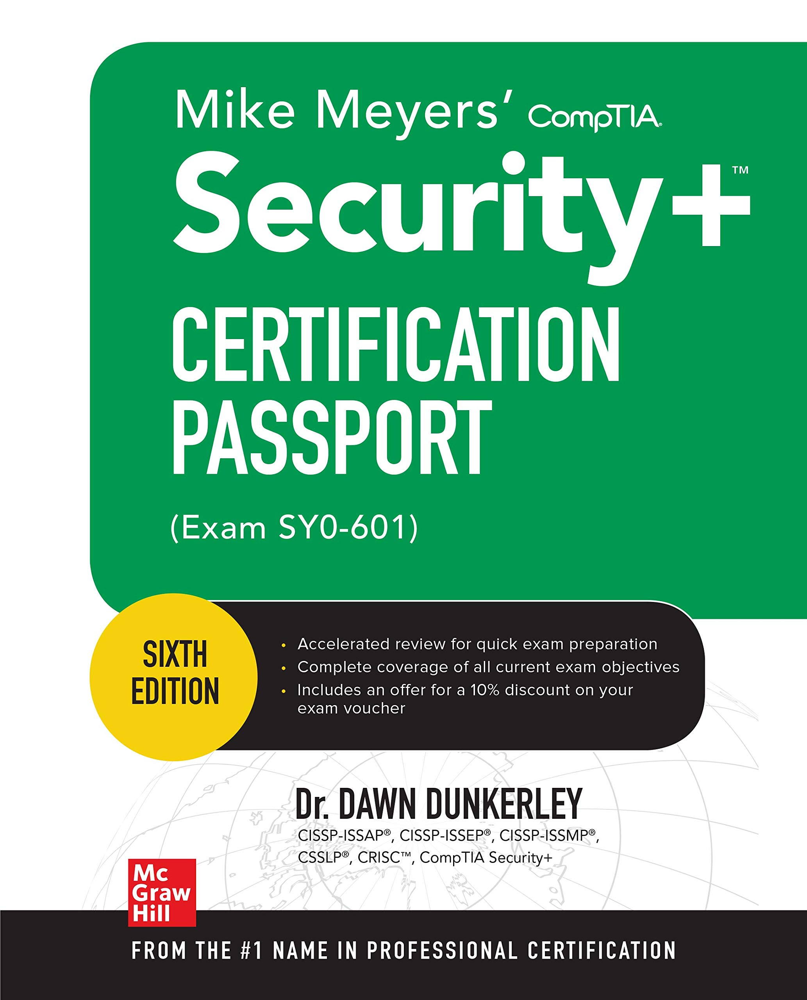 Mike Meyers’ CompTIA®
Security+™
CERTIFICATION
PASSPORT
(Exam SY0-601)
SIXTH
EDITION
• Accelerated review for quick exam preparation
• Complete coverage of all current exam objectives
• Includes an offer for a 10% discount on your
exam voucher
Dr. DAWN DUNKERLEY
CISSP-ISSAP®, CISSP-ISSEP®, CISSP-ISSMP®,
CSSLP®, CRISC™, CompTIA Security+
Mc
Graw
Hill
FROM THE #1 NAME IN PROFESSIONAL CERTIFICATION